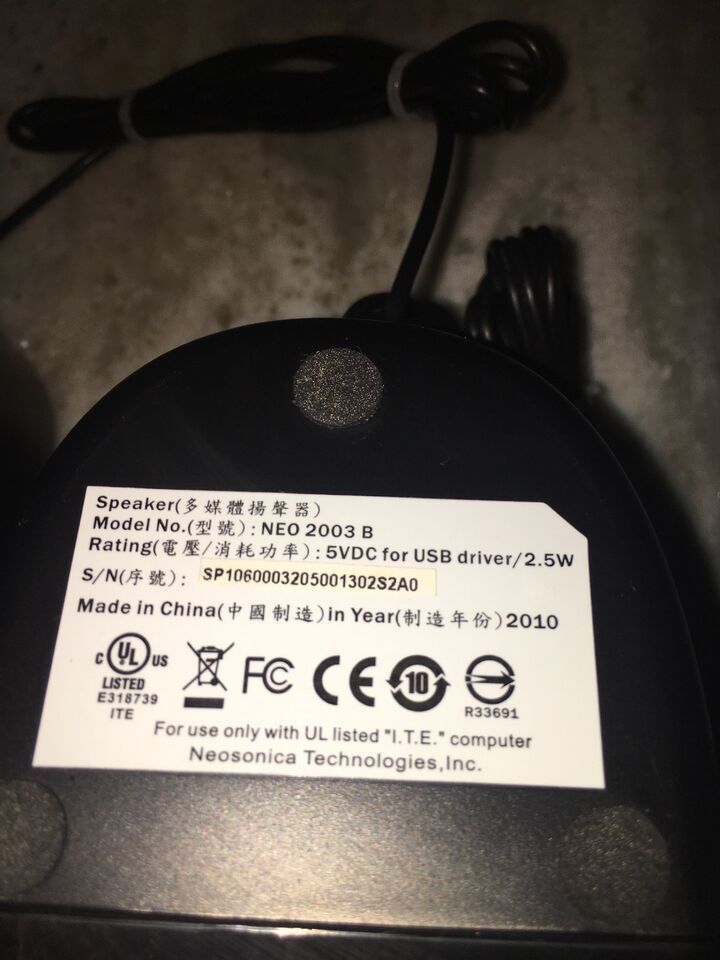 Speaker(多媒體揚聲器)
Model No.(型號): NEO 2003 B
Rating(電壓/消耗功率): 5VDC for USB driver/2.5W
S/N(序號): SP1060003205001302S2A0
Made in China(中國制造)in Year(制造年份)2010
c UL US FC CE 10
LISTED
E318739 R33691
ITE
For use only with UL listed "I.T.E." computer
Neosonica Technologies,Inc.